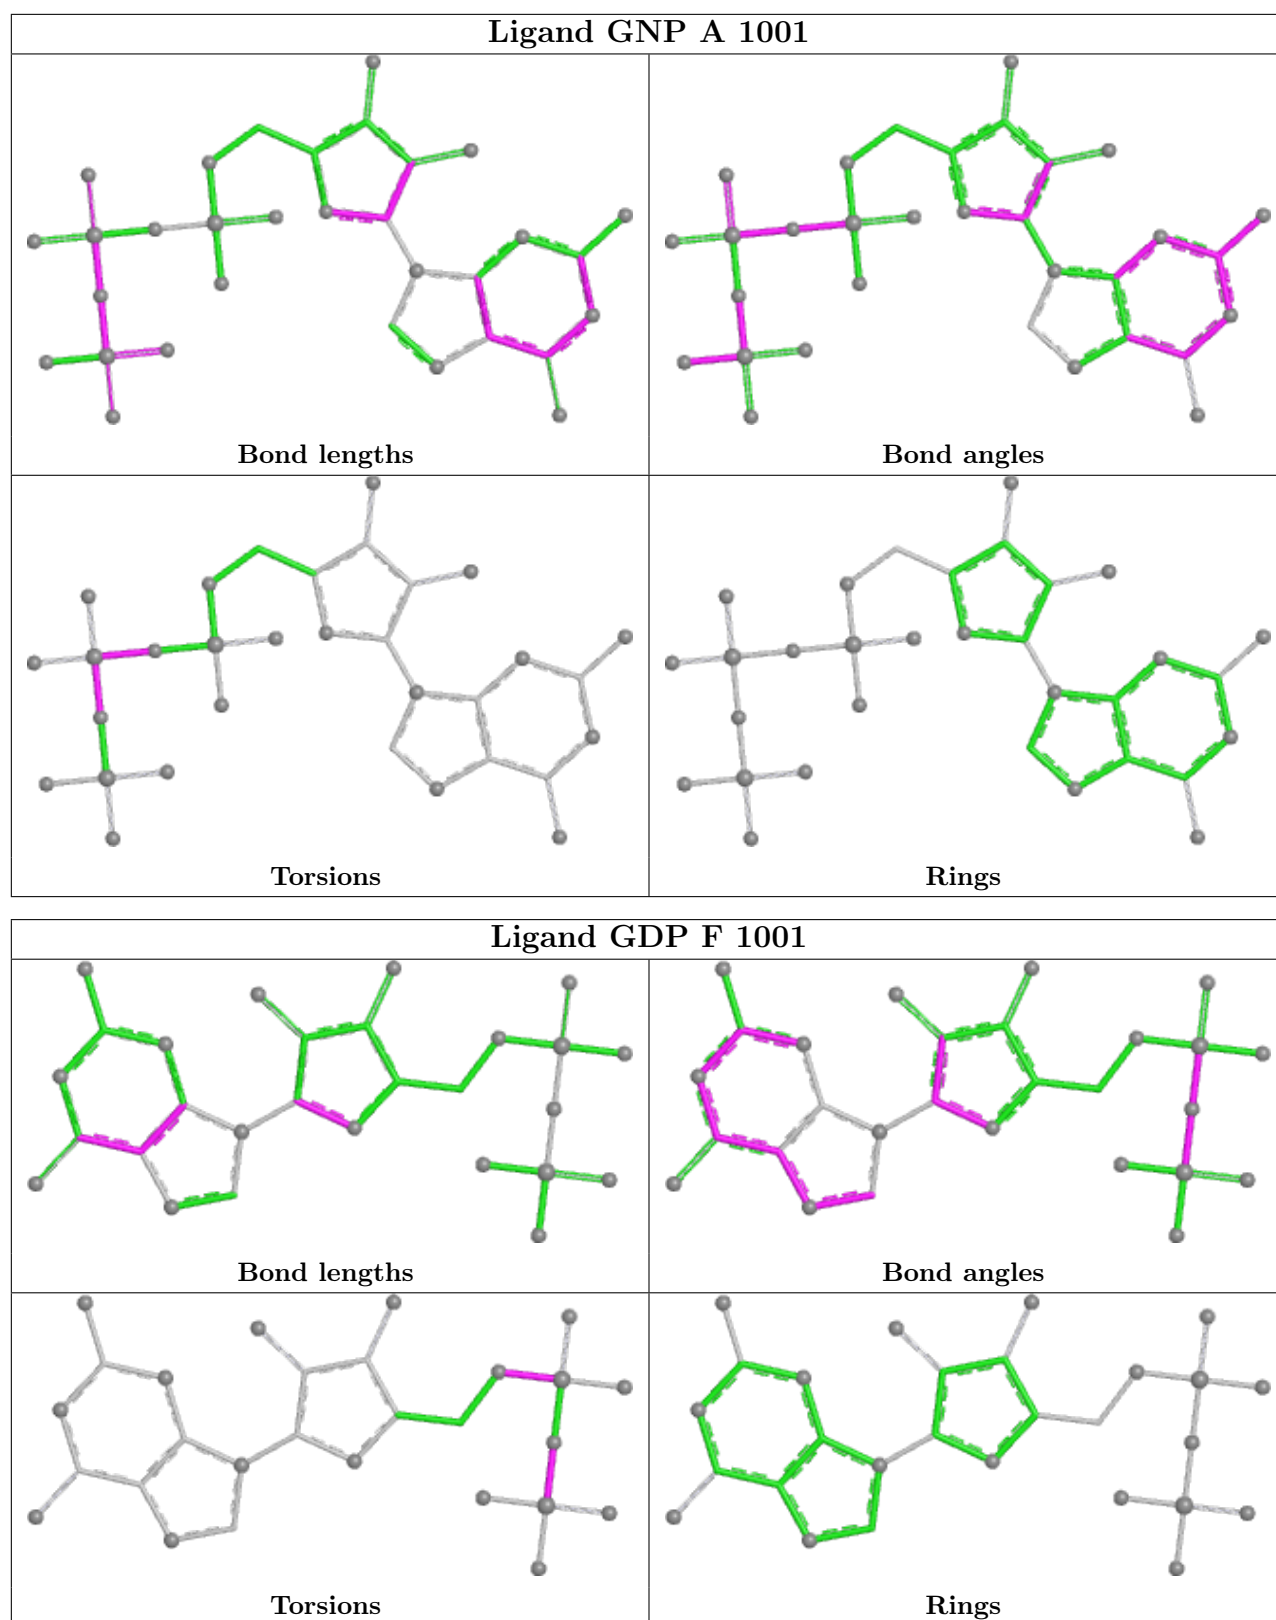 Ligand GNP A 1001
Bond lengths
Bond angles
Torsions
Rings
Ligand GDP F 1001
Bond lengths
Bond angles
Torsions
Rings